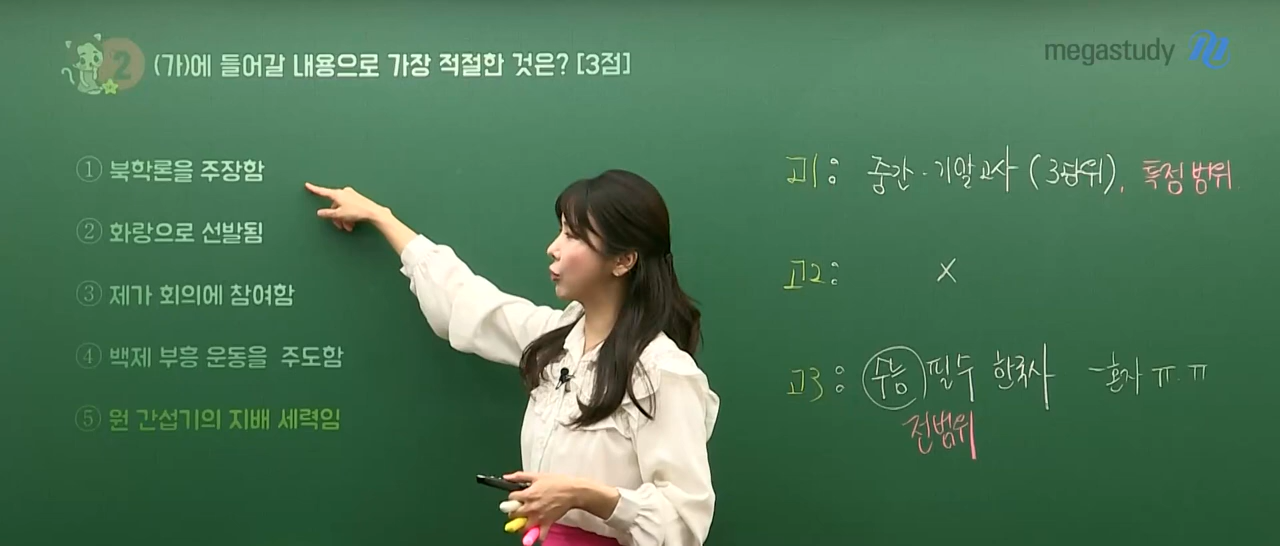 2 (가)에 들어갈 내용으로 가장 적절한 것은? [3점]
megastudy
① 북학론을 주장함
② 화랑으로 선발됨
③ 제가 회의에 참여함
④ 백제 부흥 운동을 주도함
⑤ 원 간섭기의 지배 세력임
고1: 중간·기말고사 (3단위), 특정 범위.
고2: X
고3: 수능 필수 한국사 - 혼자 ㅠ.ㅠ
전범위